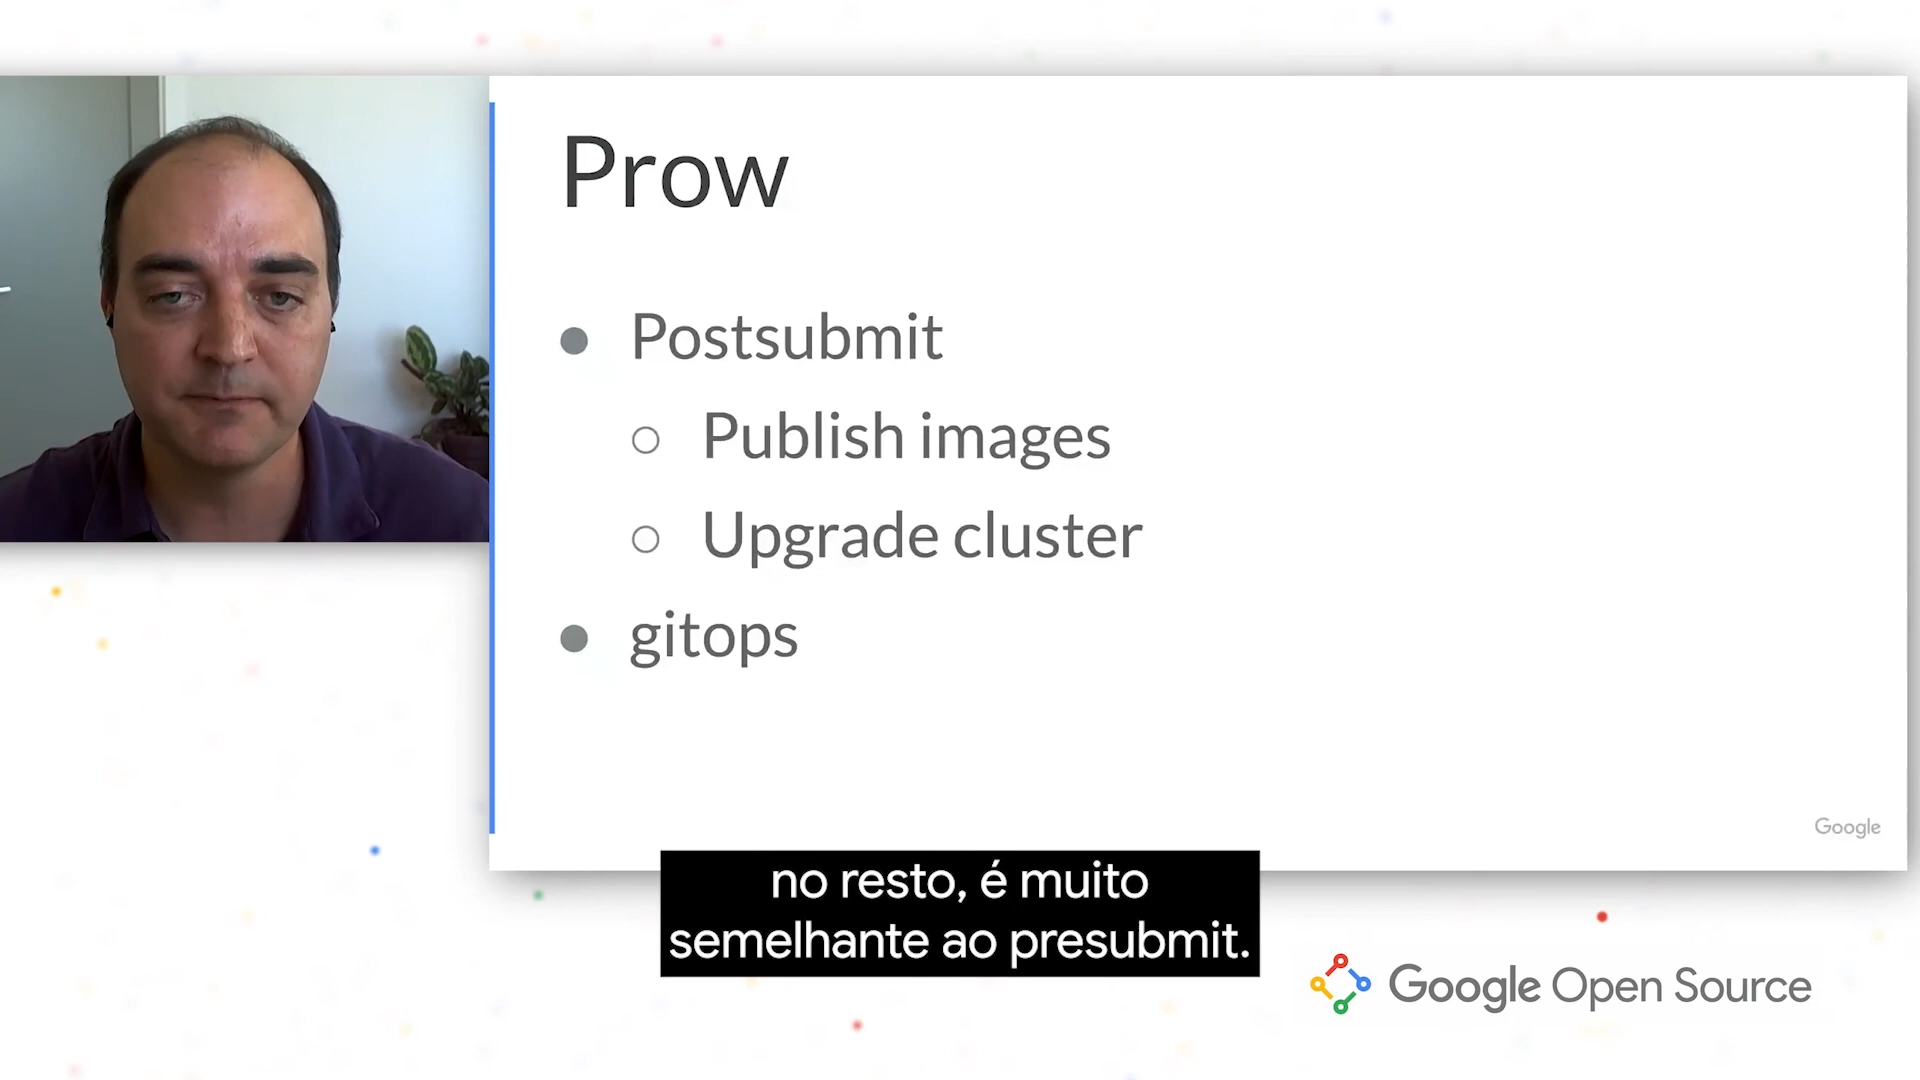 Prow
Postsubmit
Publish images
Upgrade cluster
gitops
Google
no resto, é muito
semelhante ao presubmit.
Google Open Source